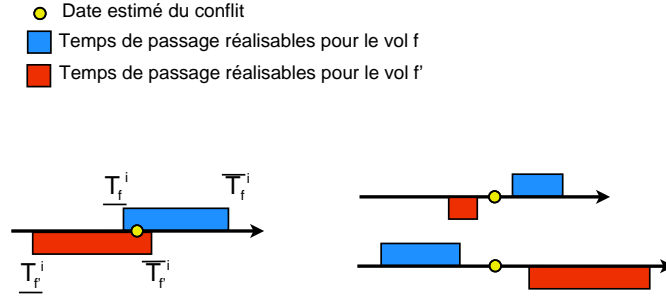 Date estimé du conflit
Temps de passage réalisables pour le vol f
Temps de passage réalisables pour le vol f'
T_f^i T̅_f^i
T_f'^i T̅_f'^i